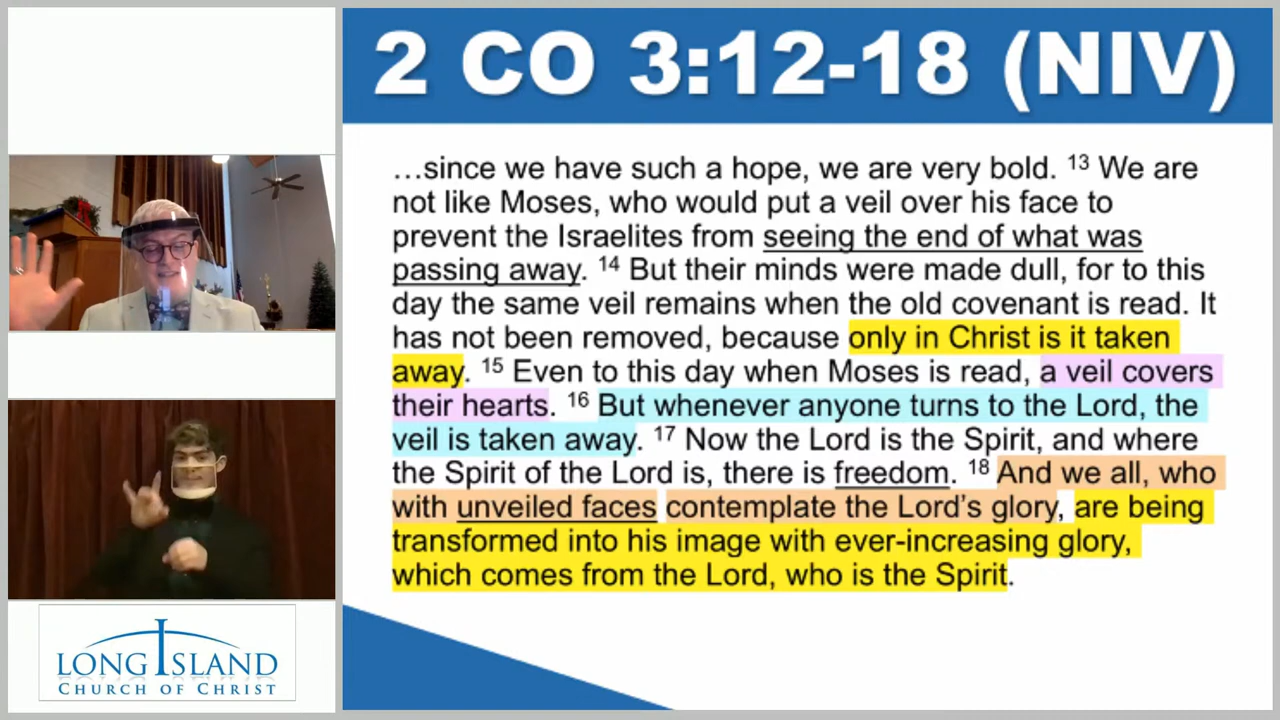 2 CO 3:12-18 (NIV)
…since we have such a hope, we are very bold. 13 We are
not like Moses, who would put a veil over his face to
prevent the Israelites from seeing the end of what was
passing away. 14 But their minds were made dull, for to this
day the same veil remains when the old covenant is read. It
has not been removed, because only in Christ is it taken
away. 15 Even to this day when Moses is read, a veil covers
their hearts. 16 But whenever anyone turns to the Lord, the
veil is taken away. 17 Now the Lord is the Spirit, and where
the Spirit of the Lord is, there is freedom. 18 And we all, who
with unveiled faces contemplate the Lord’s glory, are being
transformed into his image with ever-increasing glory,
which comes from the Lord, who is the Spirit.
LONG ISLAND
CHURCH OF CHRIST